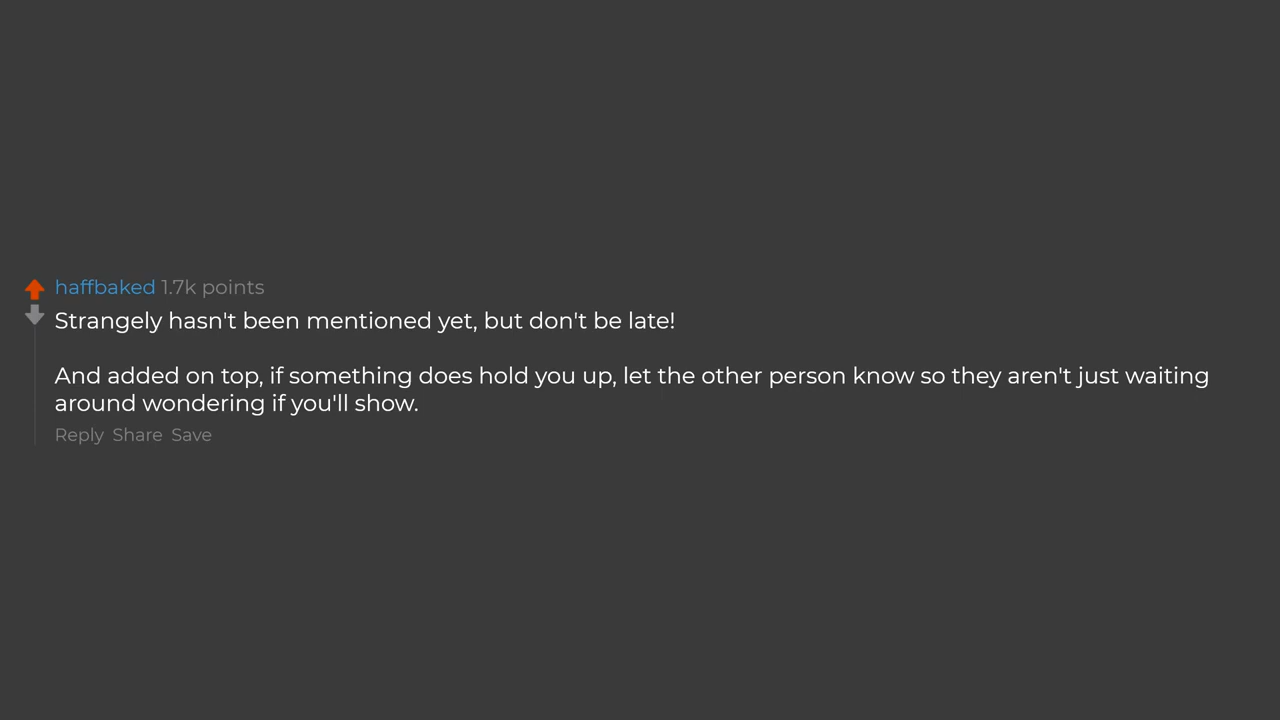 haffbaked 1.7k points
Strangely hasn't been mentioned yet, but don't be late!
And added on top, if something does hold you up, let the other person know so they aren't just waiting
around wondering if you'll show.
Reply Share Save